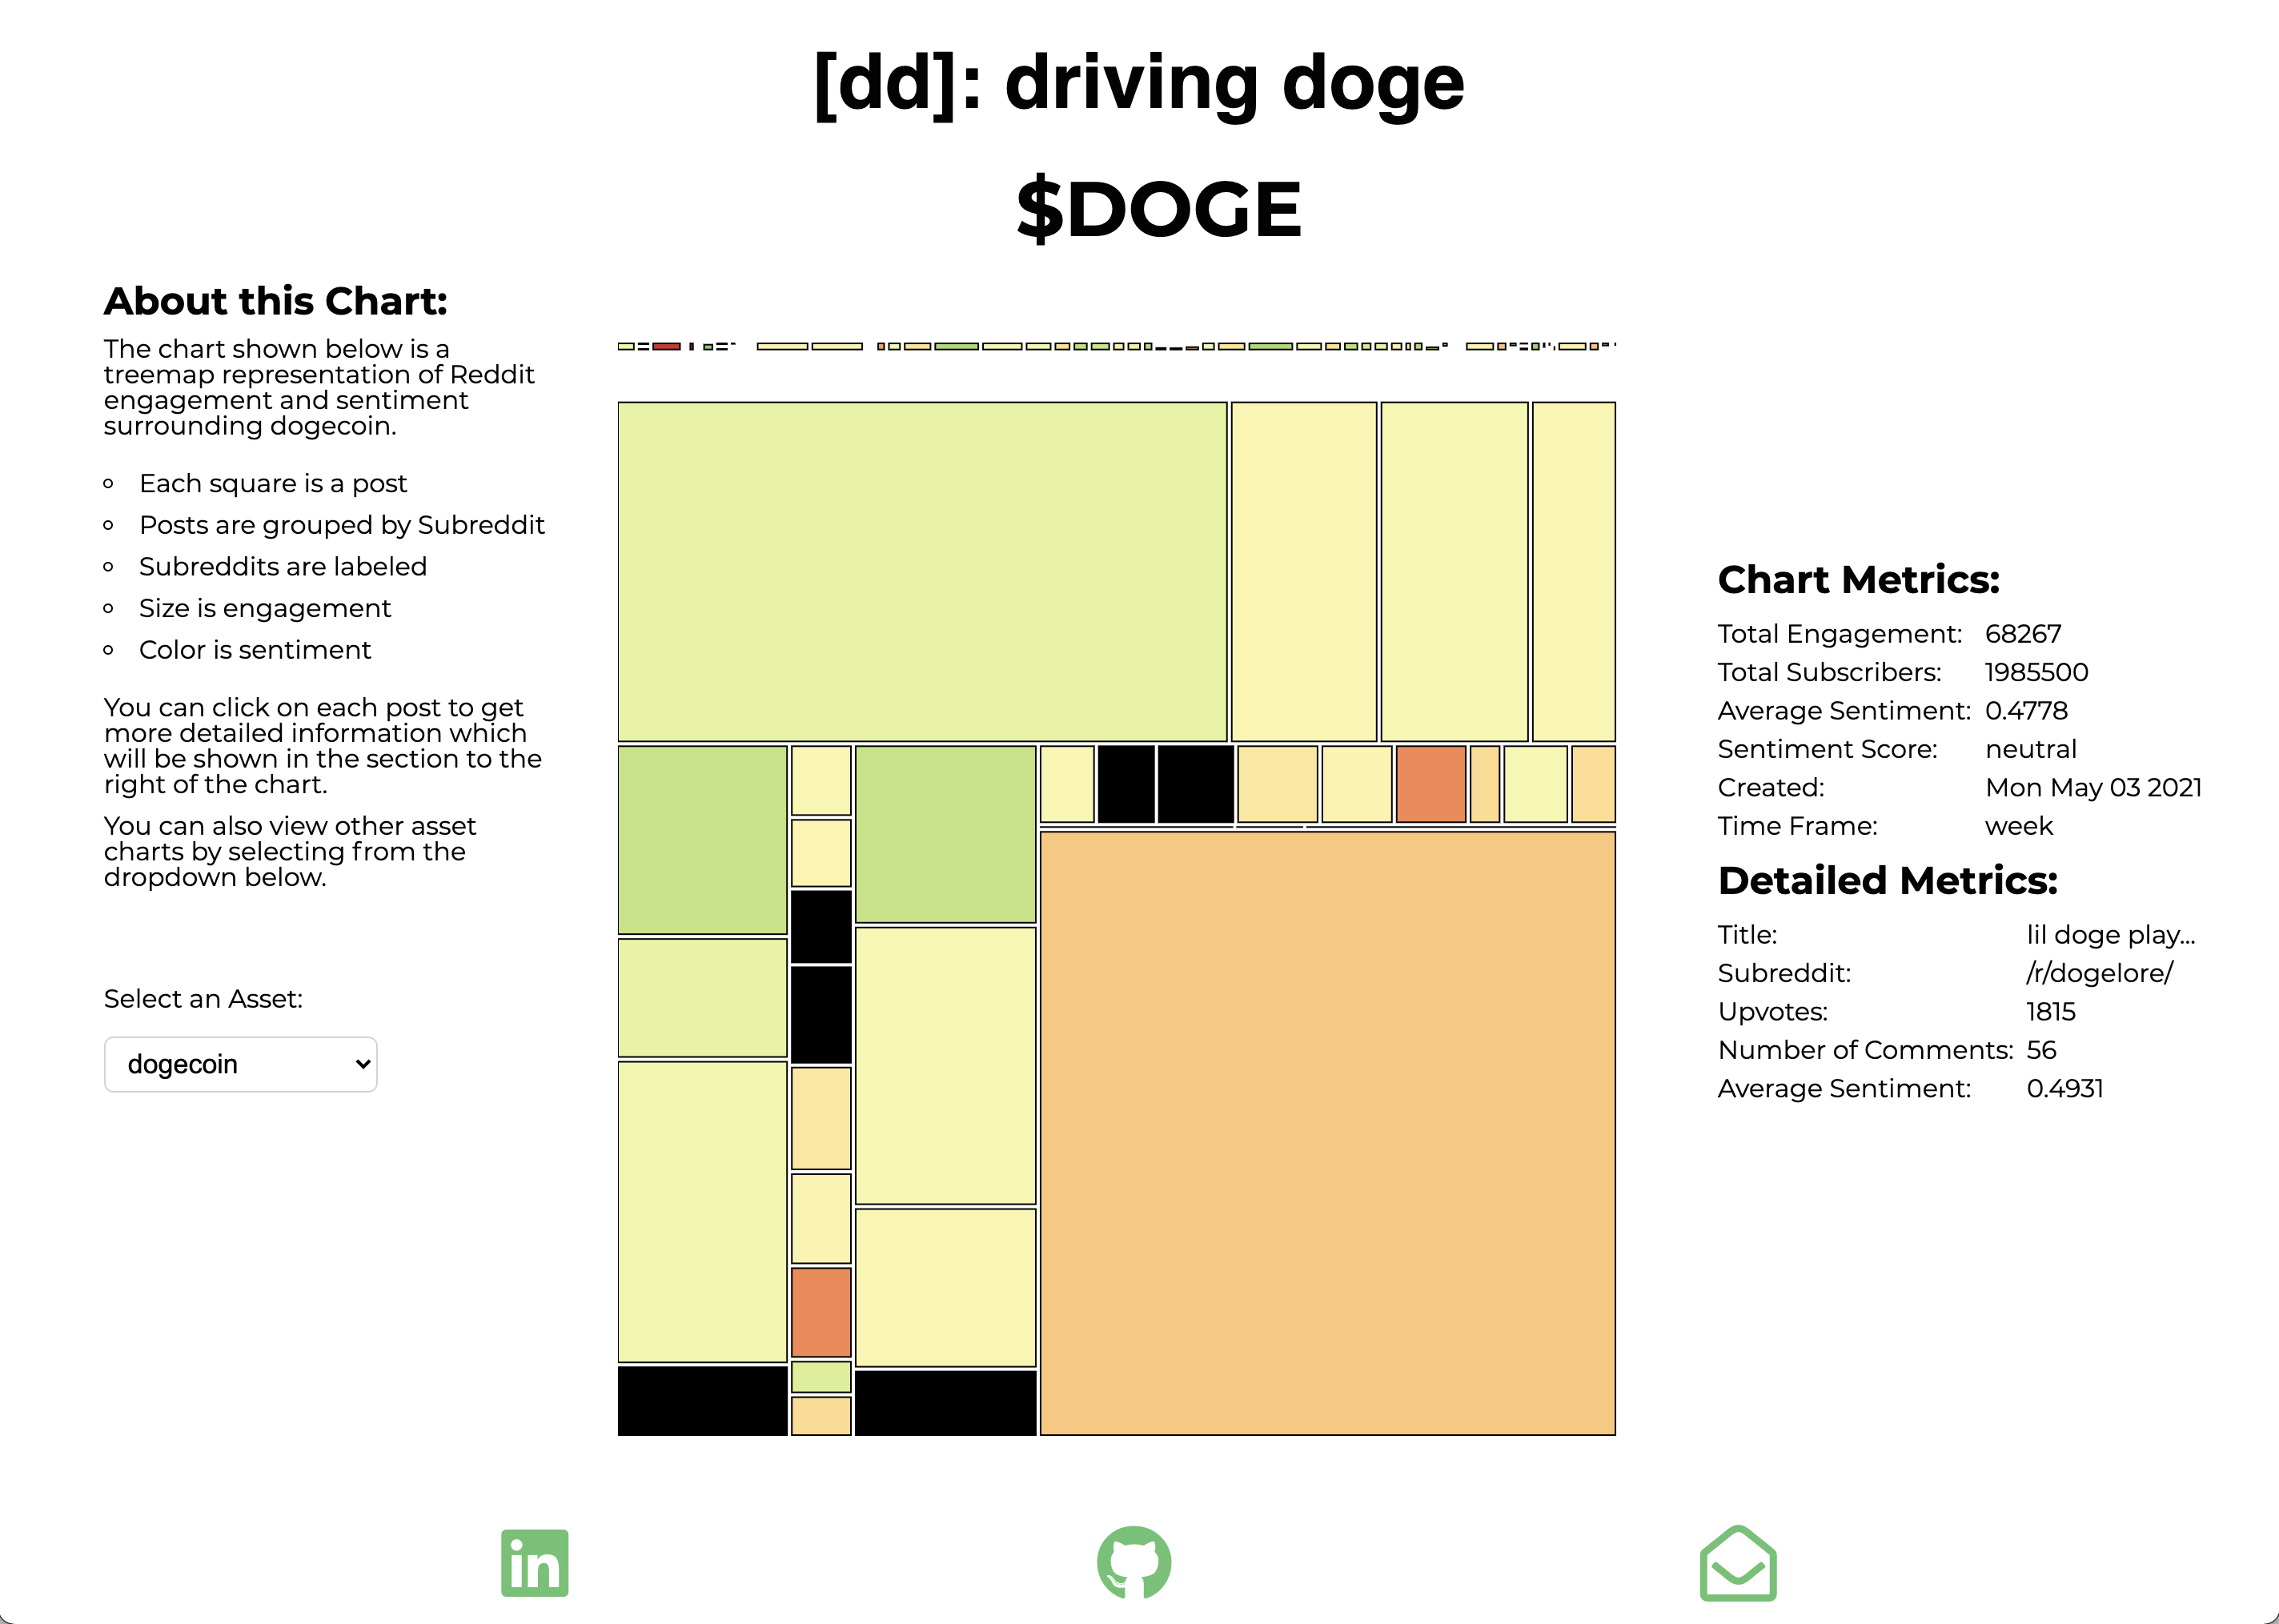 [dd]: driving doge
$DOGE
About this Chart:
The chart shown below is a
treemap representation of Reddit
engagement and sentiment
surrounding dogecoin.
Each square is a post
Posts are grouped by Subreddit
Subreddits are labeled
Size is engagement
Color is sentiment
You can click on each post to get
more detailed information which
will be shown in the section to the
right of the chart.
You can also view other asset
charts by selecting from the
dropdown below.
Select an Asset:
dogecoin
Chart Metrics:
Total Engagement: 68267
Total Subscribers: 1985500
Average Sentiment: 0.4778
Sentiment Score: neutral
Created: Mon May 03 2021
Time Frame: week
Detailed Metrics:
Title: lil doge play...
Subreddit: /r/dogelore/
Upvotes: 1815
Number of Comments: 56
Average Sentiment: 0.4931
in